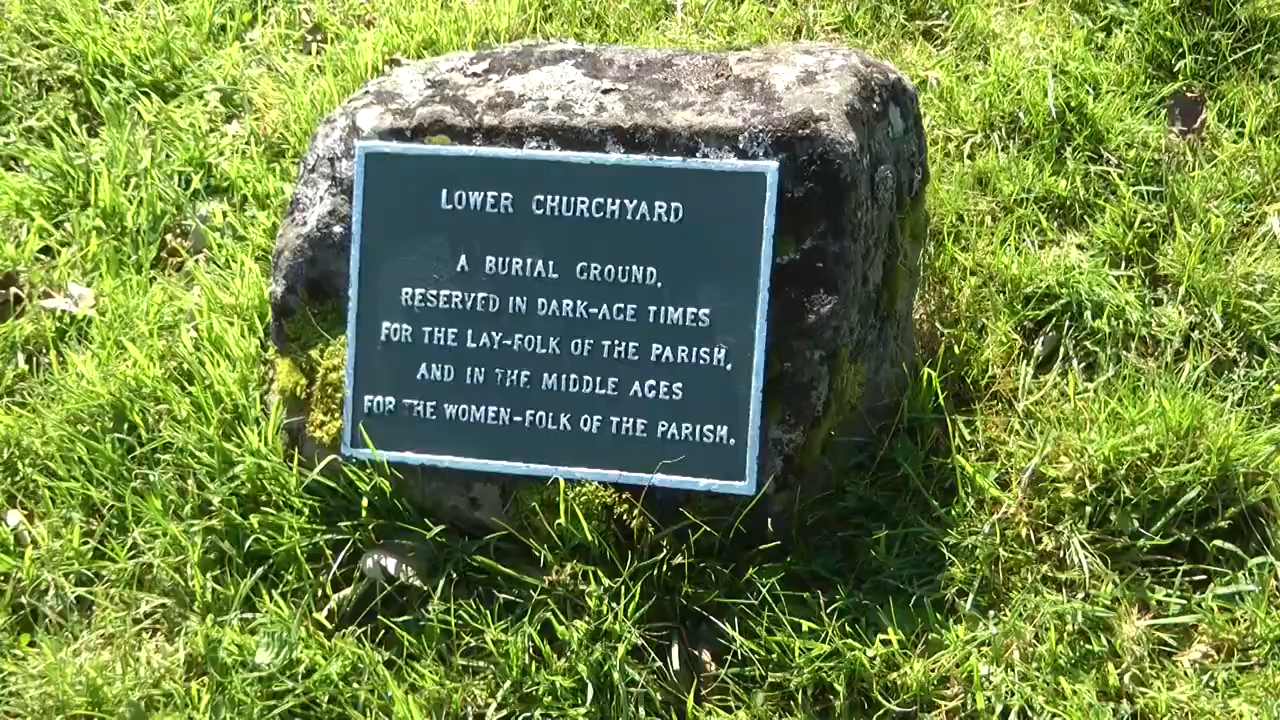 LOWER CHURCHYARD
A BURIAL GROUND,
RESERVED IN DARK-AGE TIMES
FOR THE LAY-FOLK OF THE PARISH,
AND IN THE MIDDLE AGES
FOR THE WOMEN-FOLK OF THE PARISH.